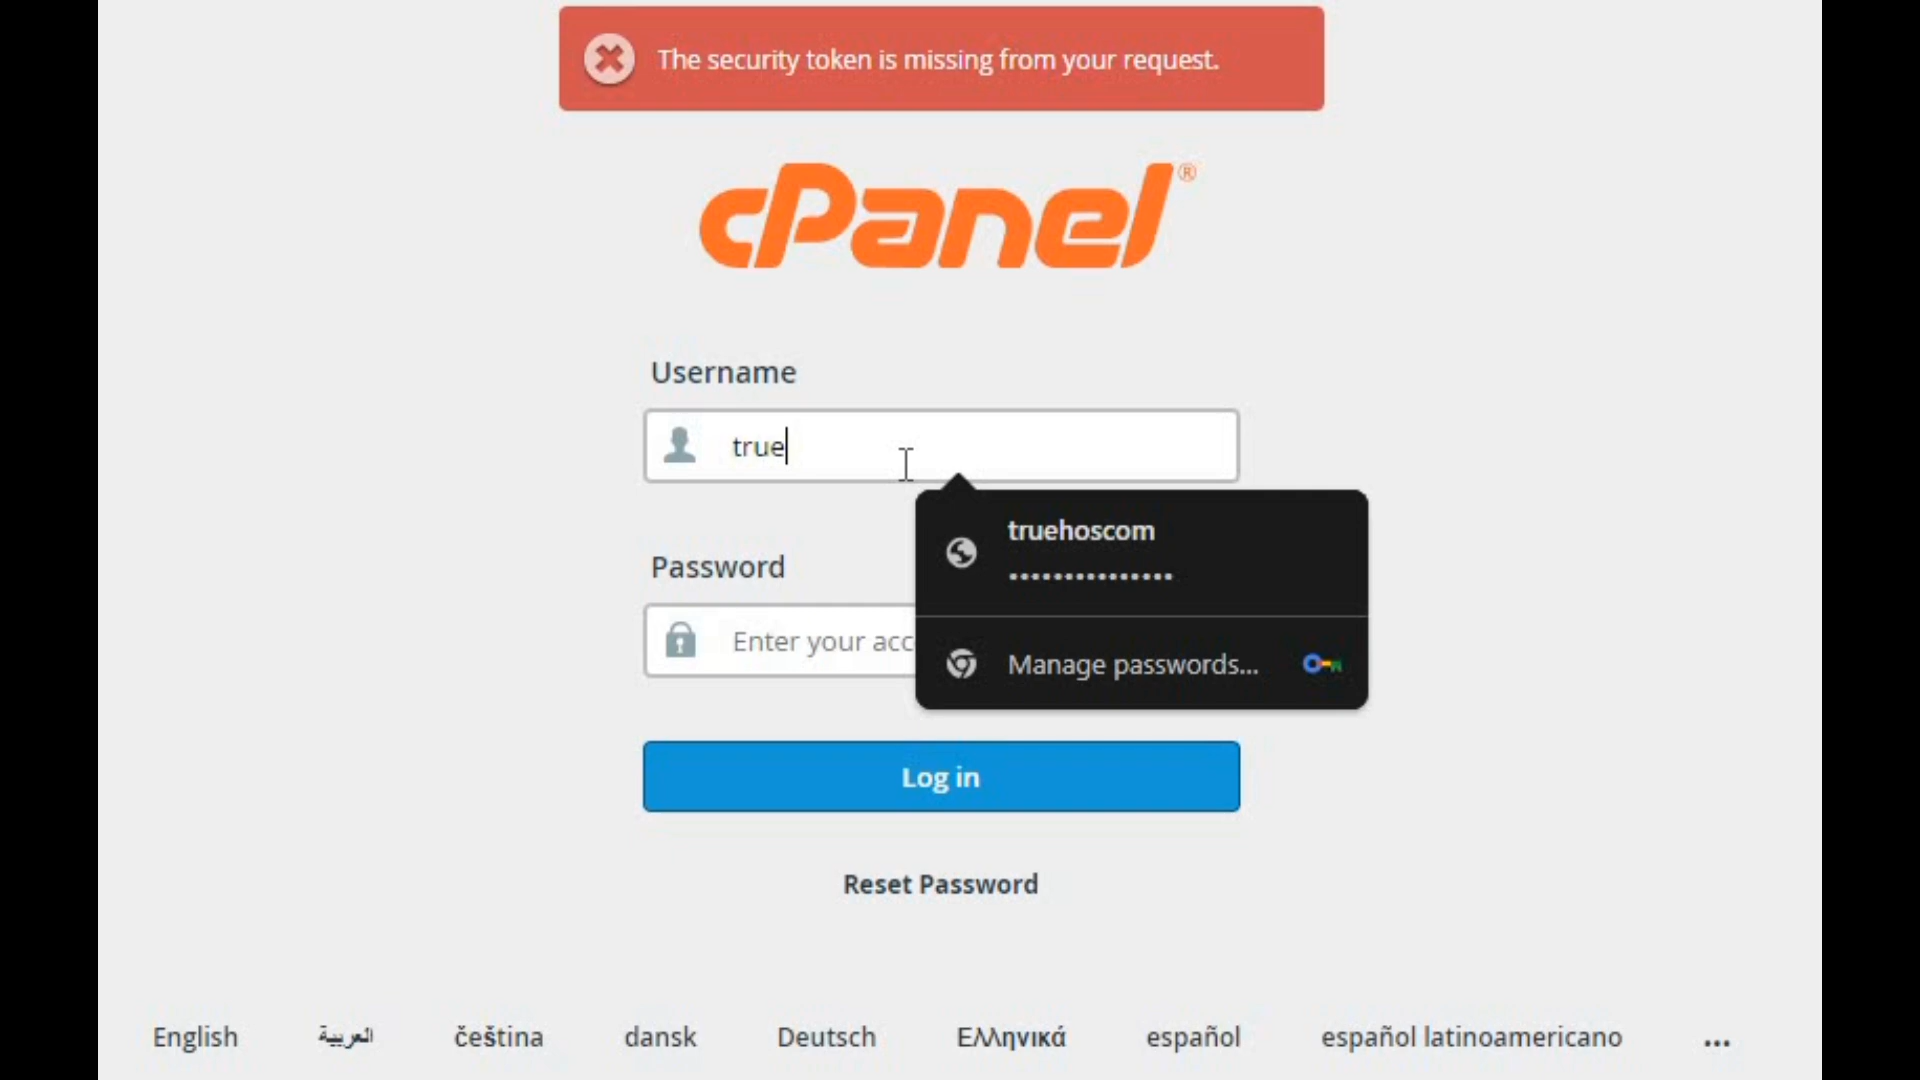 The security token is missing from your request.
cPanel®
Username
true
truehoscom
Password
•••••••••••••••
Enter your acc
Manage passwords...
Log in
Reset Password
English العربية čeština dansk Deutsch Ελληνικά español español latinoamericano ...